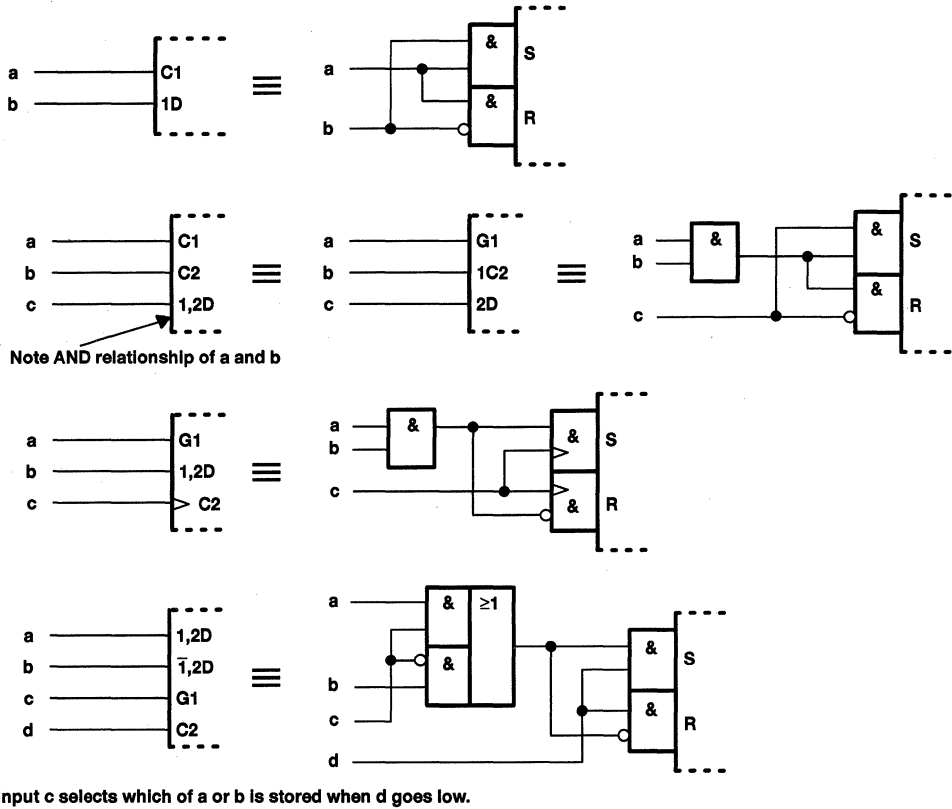 a C1
b 1D
a
b
& S
& R
a C1
b C2
c 1,2D
Note AND relationship of a and b
a G1
b 1C2
c 2D
a
b
&
c
& S
& R
a G1
b 1,2D
c C2
a
b
&
c
& S
& R
a 1,2D
b 1̅,2D
c G1
d C2
a
& ≥1
&
b
c
d
& S
& R
nput c selects which of a or b is stored when d goes low.